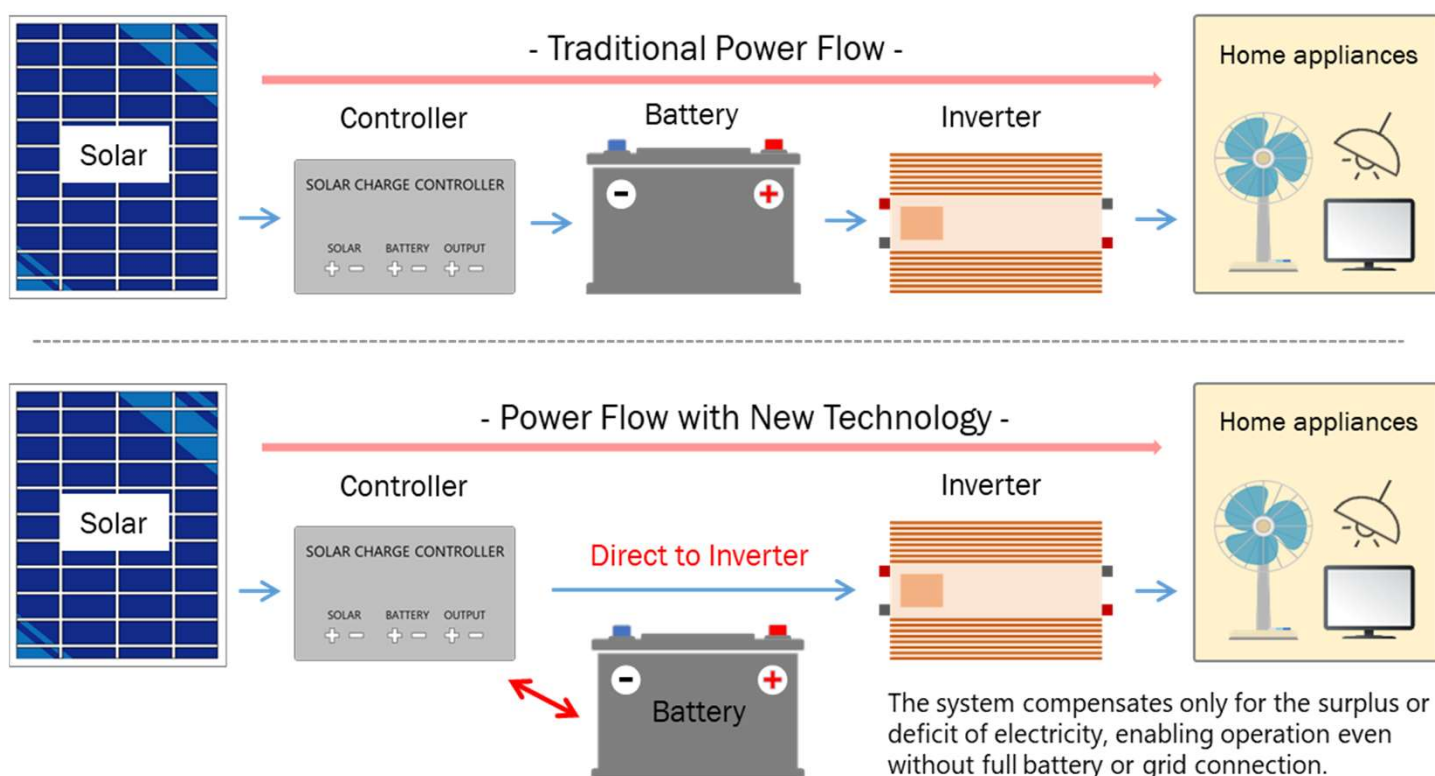 - Traditional Power Flow -
Solar
Controller
SOLAR CHARGE CONTROLLER
SOLAR BATTERY OUTPUT
+ − + − + −
Battery
- +
Inverter
Home appliances
- Power Flow with New Technology -
Solar
Controller
SOLAR CHARGE CONTROLLER
SOLAR BATTERY OUTPUT
+ − + − + −
Direct to Inverter
- +
Battery
Inverter
Home appliances
The system compensates only for the surplus or
deficit of electricity, enabling operation even
without full battery or grid connection.